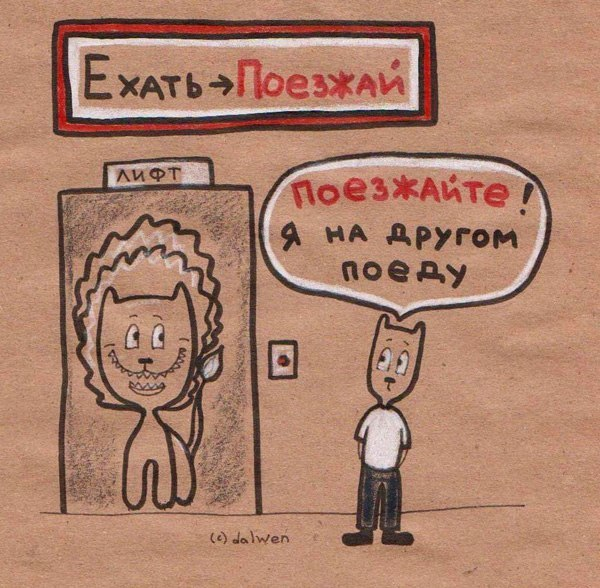 Ехать→Поезжай
ЛИФТ
Поезжайте!
Я на другом
поеду
(c) dalwen